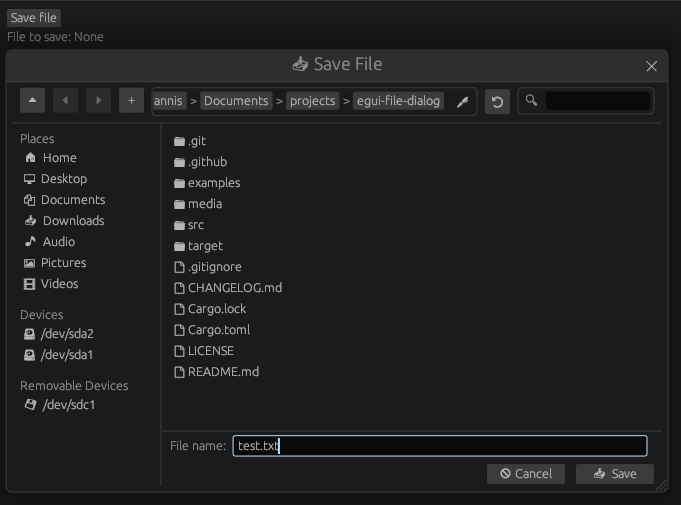 Save file
File to save: None
Save File
annis > Documents > projects > egui-file-dialog
Places
Home
Desktop
Documents
Downloads
Audio
Pictures
Videos
Devices
/dev/sda2
/dev/sda1
Removable Devices
/dev/sdc1
.git
.github
examples
media
src
target
.gitignore
CHANGELOG.md
Cargo.lock
Cargo.toml
LICENSE
README.md
File name: test.txt
Cancel
Save